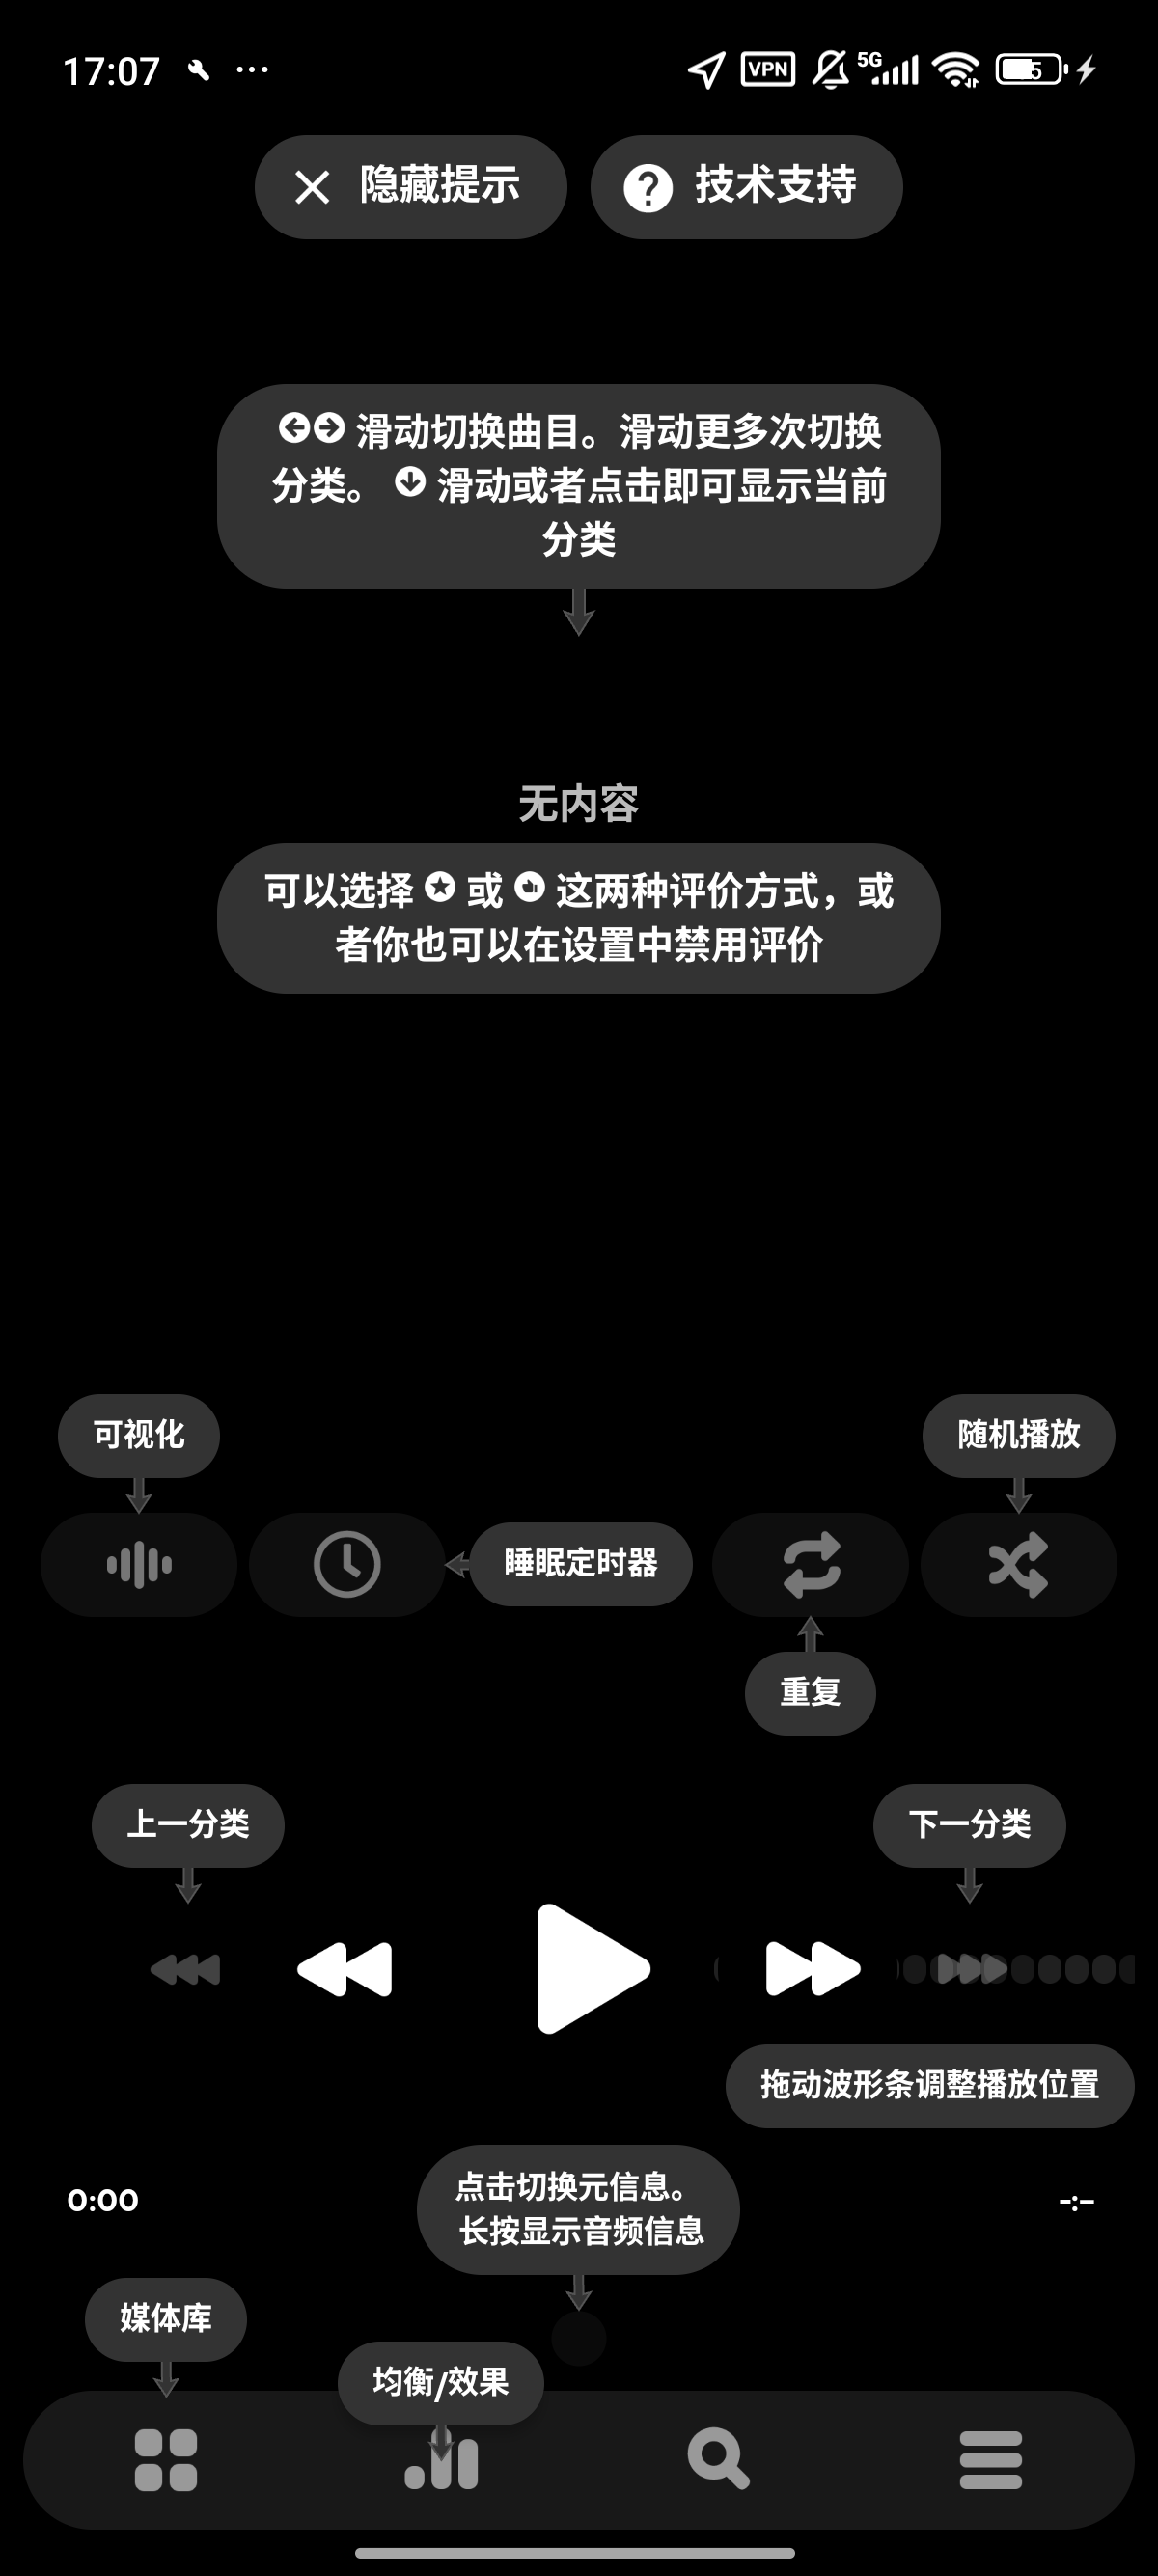 17:07
VPN
5G
隐藏提示
技术支持
滑动切换曲目。滑动更多次切换
分类。 滑动或者点击即可显示当前
分类
无内容
可以选择 或 这两种评价方式，或
者你也可以在设置中禁用评价
可视化
随机播放
睡眠定时器
重复
上一分类
下一分类
拖动波形条调整播放位置
0:00
点击切换元信息。
长按显示音频信息
-:-
媒体库
均衡/效果